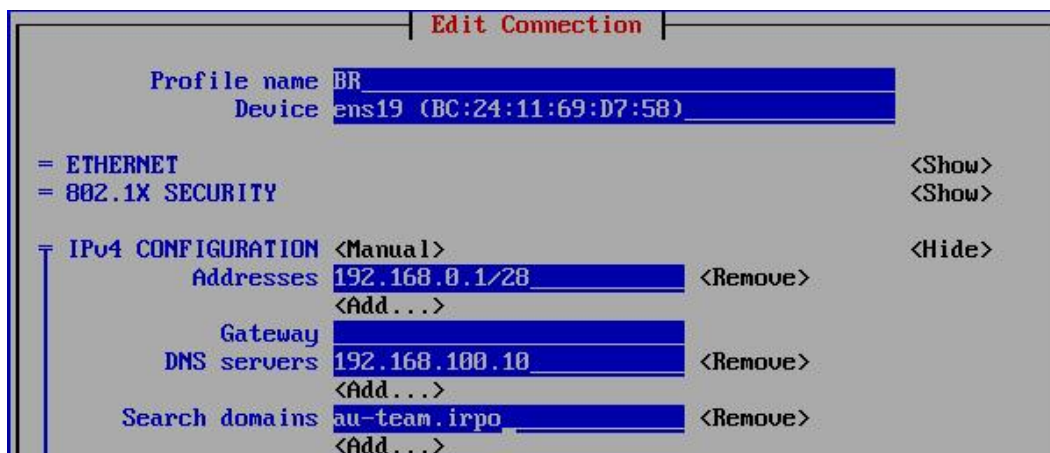 Edit Connection
Profile name BR
Device ens19 (BC:24:11:69:D7:58)
= ETHERNET <Show>
= 802.1X SECURITY <Show>
╤ IPv4 CONFIGURATION <Manual> <Hide>
Addresses 192.168.0.1/28 <Remove>
<Add...>
Gateway
DNS servers 192.168.100.10 <Remove>
<Add...>
Search domains au-team.irpo <Remove>
<Add...>